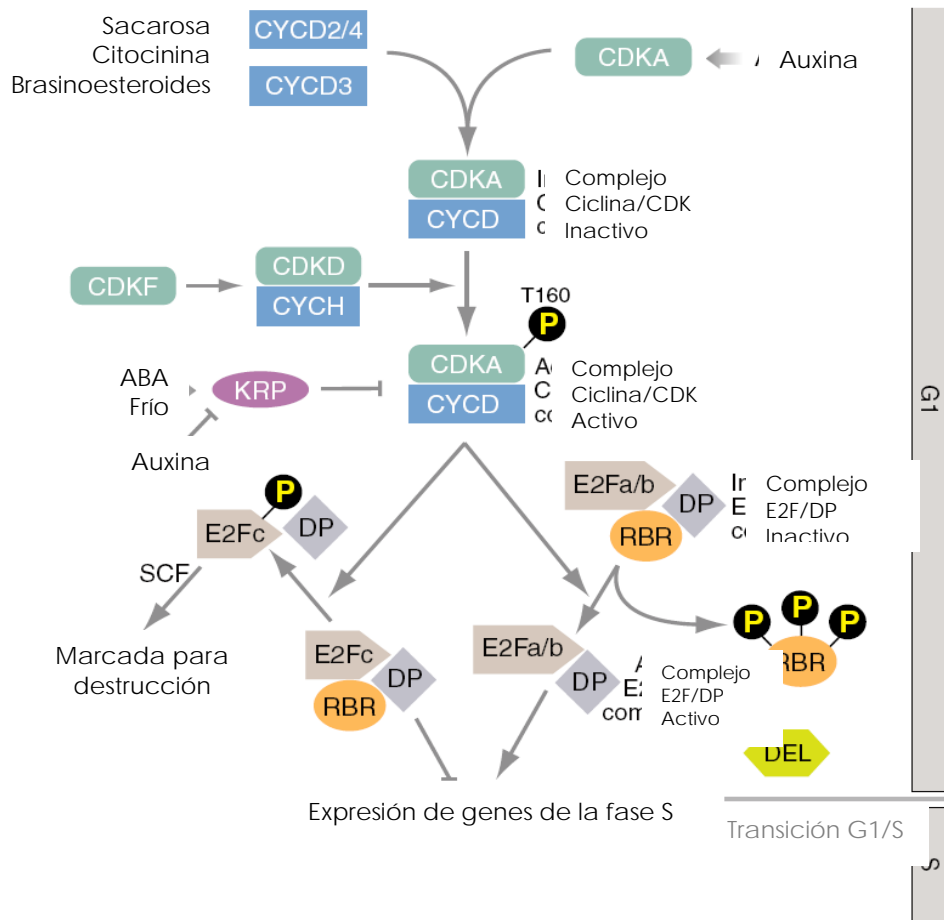 Sacarosa
Citocinina
Brasinoesteroides
CYCD2/4
CYCD3
CDKA
Auxina
CDKA
CYCD
Complejo
Ciclina/CDK
Inactivo
CDKF
CDKD
CYCH
T160
P
CDKA
CYCD
Complejo
Ciclina/CDK
Activo
ABA
Frío
KRP
Auxina
G1
P
E2Fc
DP
SCF
Marcada para
destrucción
E2Fa/b
DP
RBR
Complejo
E2F/DP
Inactivo
E2Fc
DP
RBR
E2Fa/b
DP
com
Complejo
E2F/DP
Activo
P
P
P
RBR
DEL
Expresión de genes de la fase S
Transición G1/S
S